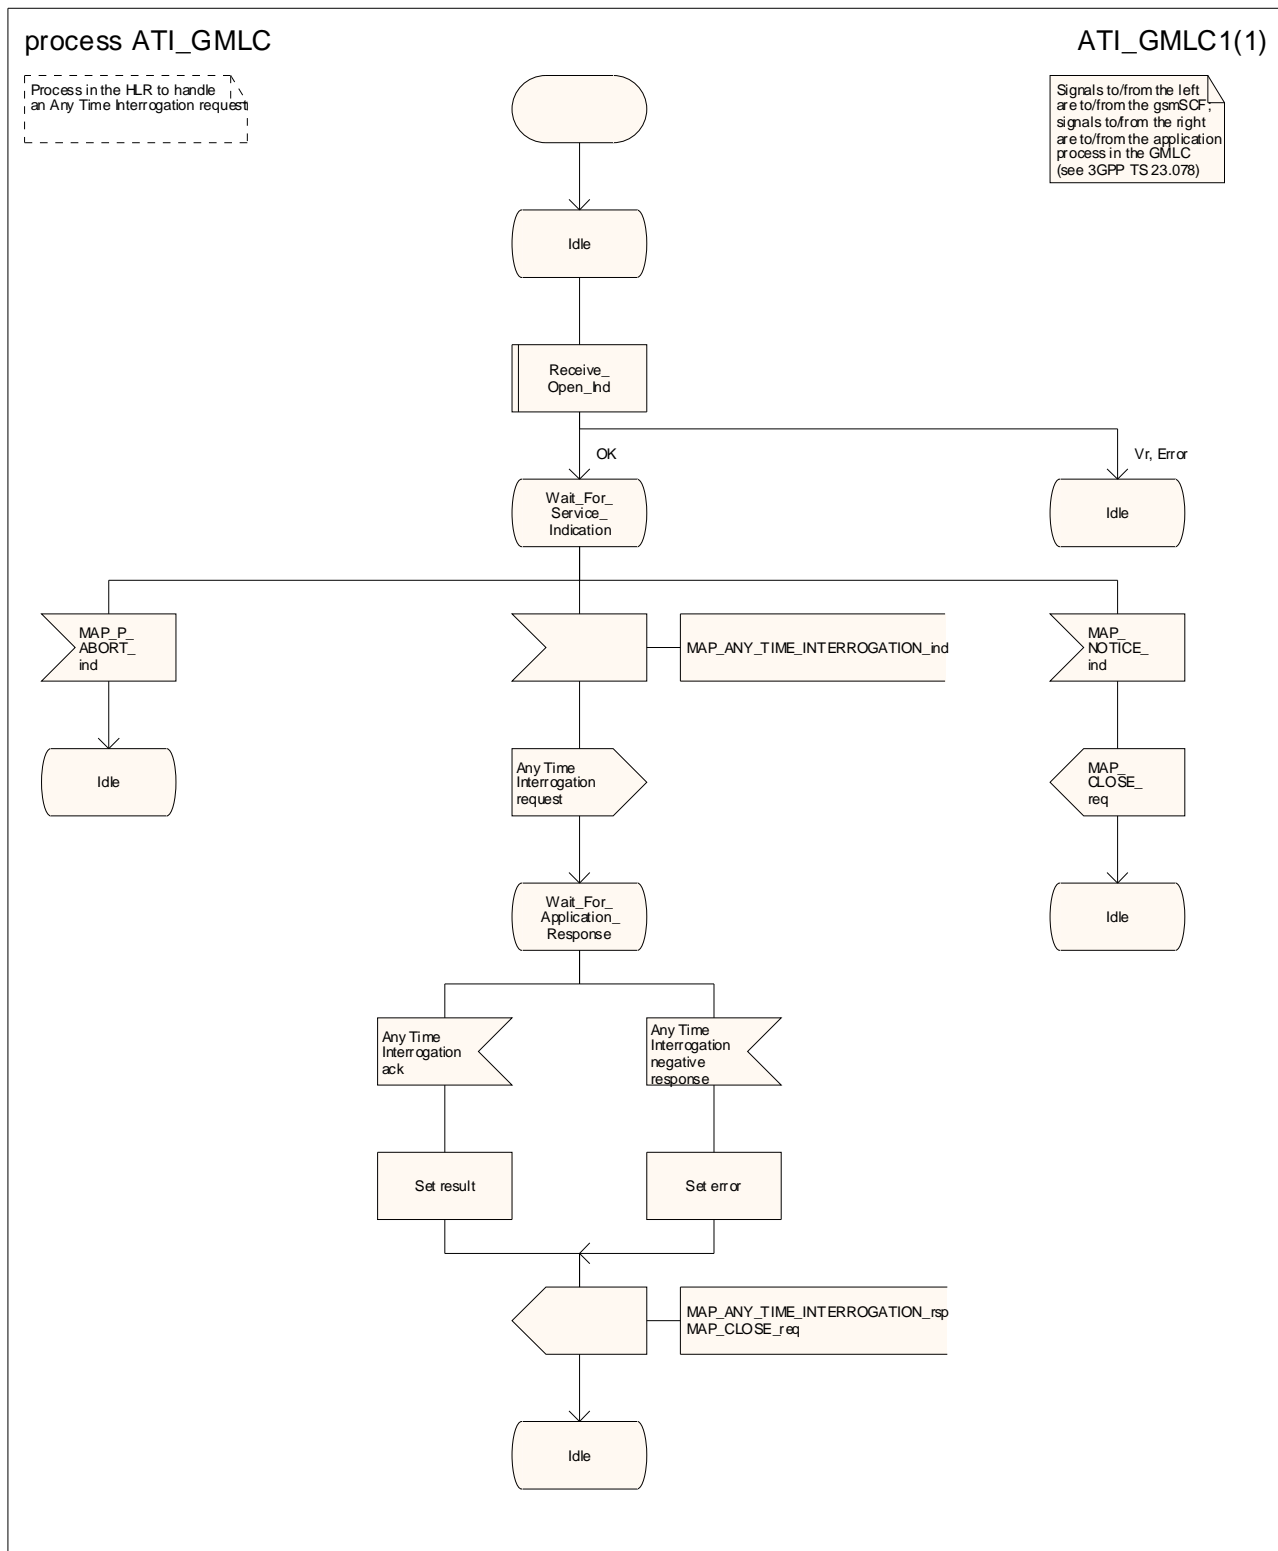 process ATI_GMLC
ATI_GMLC1(1)
Process in the HLR to handle
an Any Time Interrogation request
Signals to/from the left
are to/from the gsmSCF;
signals to/from the right
are to/from the application
process in the GMLC
(see 3GPP TS 23.078)
Idle
Receive_
Open_Ind
OK
Vr, Error
Wait_For_
Service_
Indication
Idle
MAP_P_
ABORT_
ind
MAP_ANY_TIME_INTERROGATION_ind
MAP_
NOTICE_
ind
Idle
Any Time
Interrogation
request
MAP_
CLOSE_
req
Wait_For_
Application_
Response
Idle
Any Time
Interrogation
ack
Any Time
Interrogation
negative
response
Set result
Set error
MAP_ANY_TIME_INTERROGATION_rsp
MAP_CLOSE_req
Idle